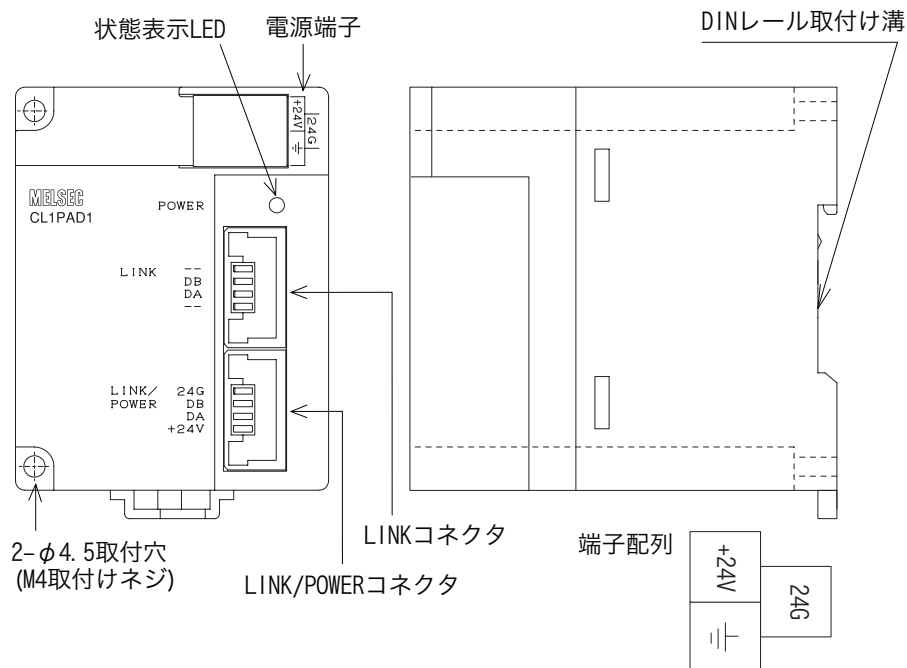 状態表示LED
電源端子
DINレール取付け溝
+24V
24G
MELSEC
CL1PAD1
POWER
LINK
--
DB
DA
--
LINK/
POWER
24G
DB
DA
+24V
2-φ4.5取付穴
(M4取付けネジ)
LINKコネクタ
LINK/POWERコネクタ
端子配列
+24V
24G